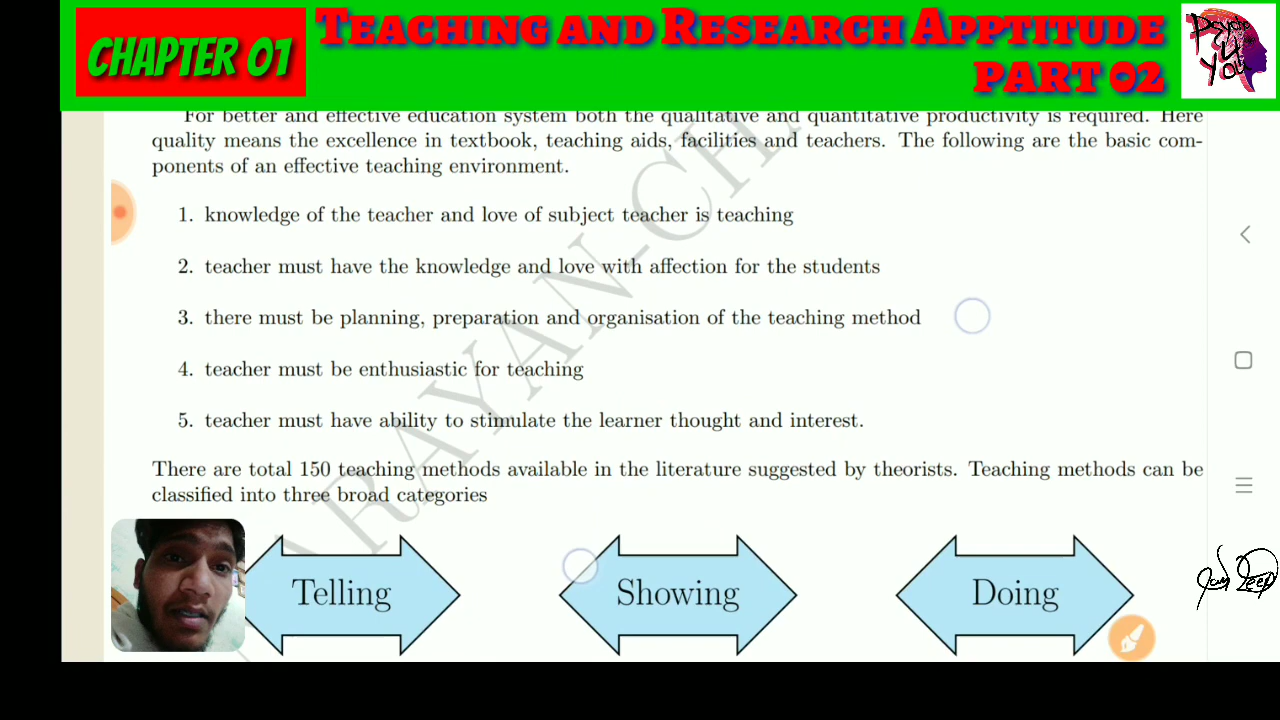 CHAPTER 01
TEACHING AND RESEARCH APPTITUDE
PART 02
Psyche
4
You
For better and effective education system both the qualitative and quantitative productivity is required. Here
quality means the excellence in textbook, teaching aids, facilities and teachers. The following are the basic com-
ponents of an effective teaching environment.
1. knowledge of the teacher and love of subject teacher is teaching
2. teacher must have the knowledge and love with affection for the students
3. there must be planning, preparation and organisation of the teaching method
4. teacher must be enthusiastic for teaching
5. teacher must have ability to stimulate the learner thought and interest.
There are total 150 teaching methods available in the literature suggested by theorists. Teaching methods can be
classified into three broad categories
Telling
Showing
Doing